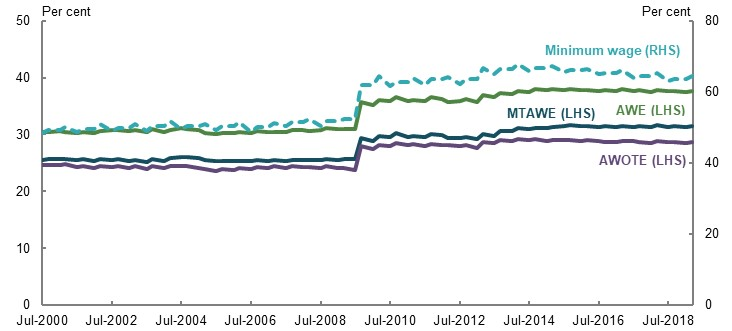 Per cent Per cent
50 80
Minimum wage (RHS)
40
60
MTAWE (LHS) AWE (LHS)
30
40
AWOTE (LHS)
20
20
10
0 0
Jul-2000 Jul-2002 Jul-2004 Jul-2006 Jul-2008 Jul-2010 Jul-2012 Jul-2014 Jul-2016 Jul-2018